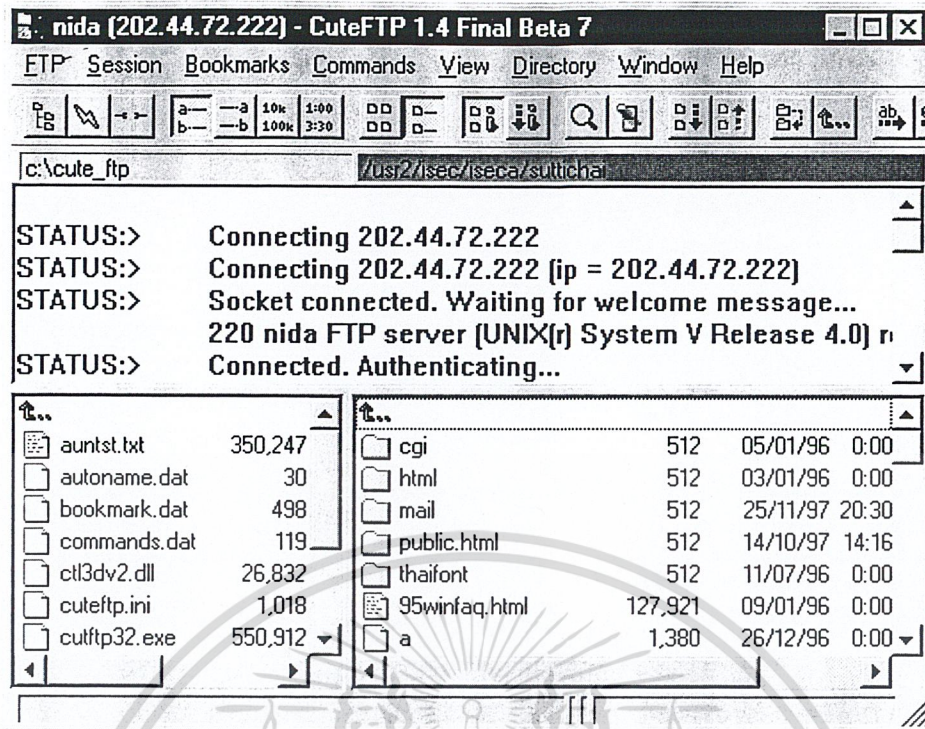 nida (202.44.72.222) - CuteFTP 1.4 Final Beta 7
FTP Session Bookmarks Commands View Directory Window Help
a b a b 10k 100k 1:00 3:30 ab
c:\cute_ftp /usr2/isec/iseca/suttichai
STATUS:> Connecting 202.44.72.222
STATUS:> Connecting 202.44.72.222 (ip = 202.44.72.222)
STATUS:> Socket connected. Waiting for welcome message...
220 nida FTP server (UNIX(r) System V Release 4.0)
STATUS:> Connected. Authenticating...
auntst.txt 350,247
autoname.dat 30
bookmark.dat 498
commands.dat 119
ctl3dv2.dll 26,832
cuteftp.ini 1,018
cutftp32.exe 550,912
cgi 512 05/01/96 0:00
html 512 03/01/96 0:00
mail 512 25/11/97 20:30
public.html 512 14/10/97 14:16
thaifont 512 11/07/96 0:00
95winfaq.html 127,921 09/01/96 0:00
a 1,380 26/12/96 0:00